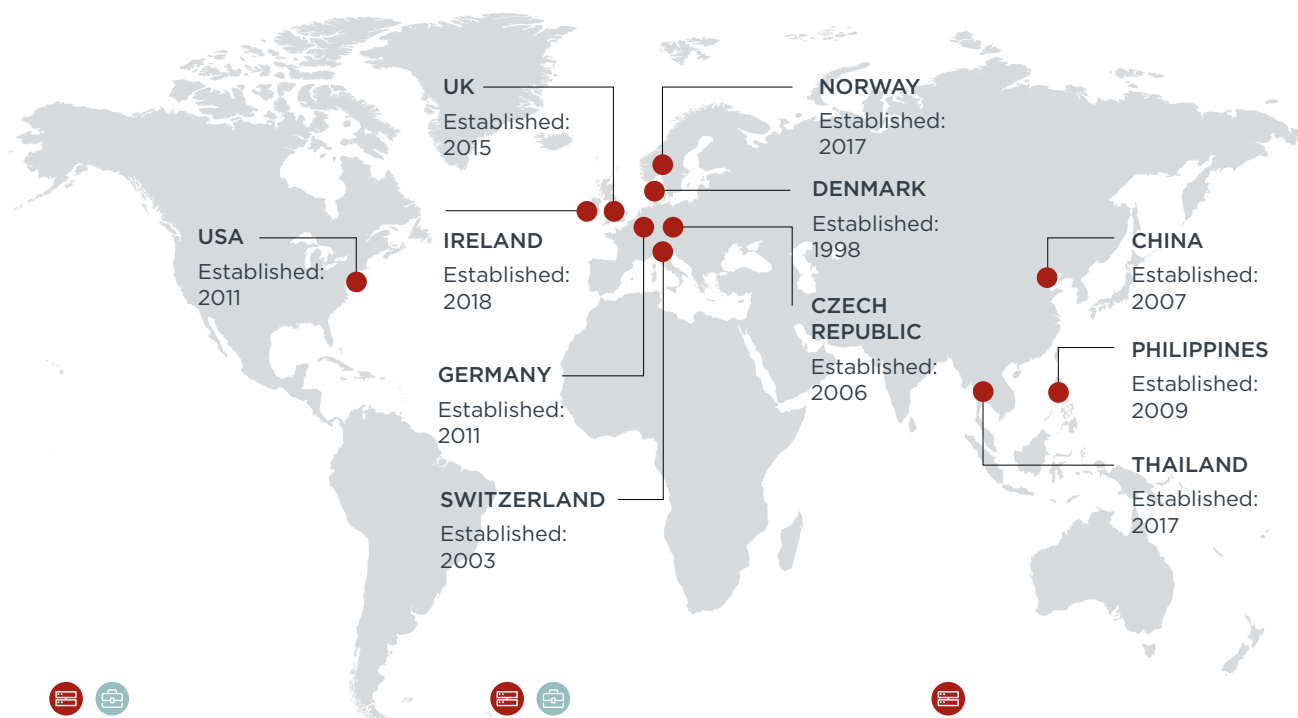 UK
Established:
2015
NORWAY
Established:
2017
DENMARK
Established:
1998
USA
Established:
2011
IRELAND
Established:
2018
CHINA
Established:
2007
CZECH
REPUBLIC
Established:
2006
PHILIPPINES
Established:
2009
GERMANY
Established:
2011
THAILAND
Established:
2017
SWITZERLAND
Established:
2003